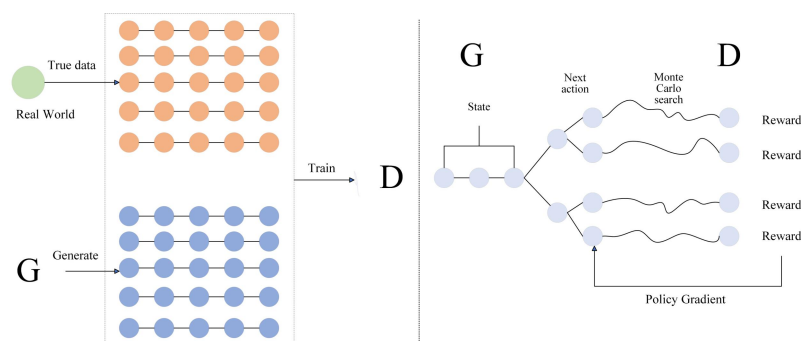 True data
Real World
Train
D
Generate
G
G
D
Next
action
Monte
Carlo
search
State
Reward
Reward
Reward
Reward
Policy Gradient